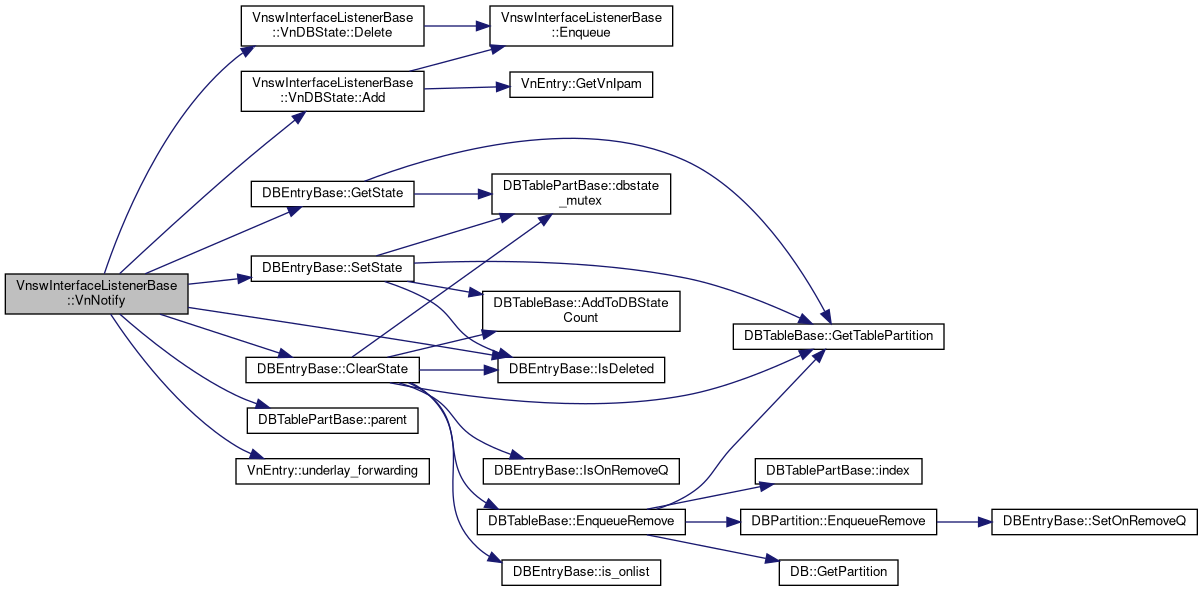 VnswInterfaceListenerBase
::VnNotify
VnswInterfaceListenerBase
::VnDBState::Delete
VnswInterfaceListenerBase
::VnDBState::Add
DBEntryBase::GetState
DBEntryBase::SetState
DBEntryBase::ClearState
DBTablePartBase::parent
VnEntry::underlay_forwarding
VnswInterfaceListenerBase
::Enqueue
VnEntry::GetVnIpam
DBTablePartBase::dbstate
_mutex
DBTableBase::AddToDBState
Count
DBEntryBase::IsDeleted
DBEntryBase::IsOnRemoveQ
DBTableBase::EnqueueRemove
DBEntryBase::is_onlist
DBTableBase::GetTablePartition
DBTablePartBase::index
DBPartition::EnqueueRemove
DB::GetPartition
DBEntryBase::SetOnRemoveQ